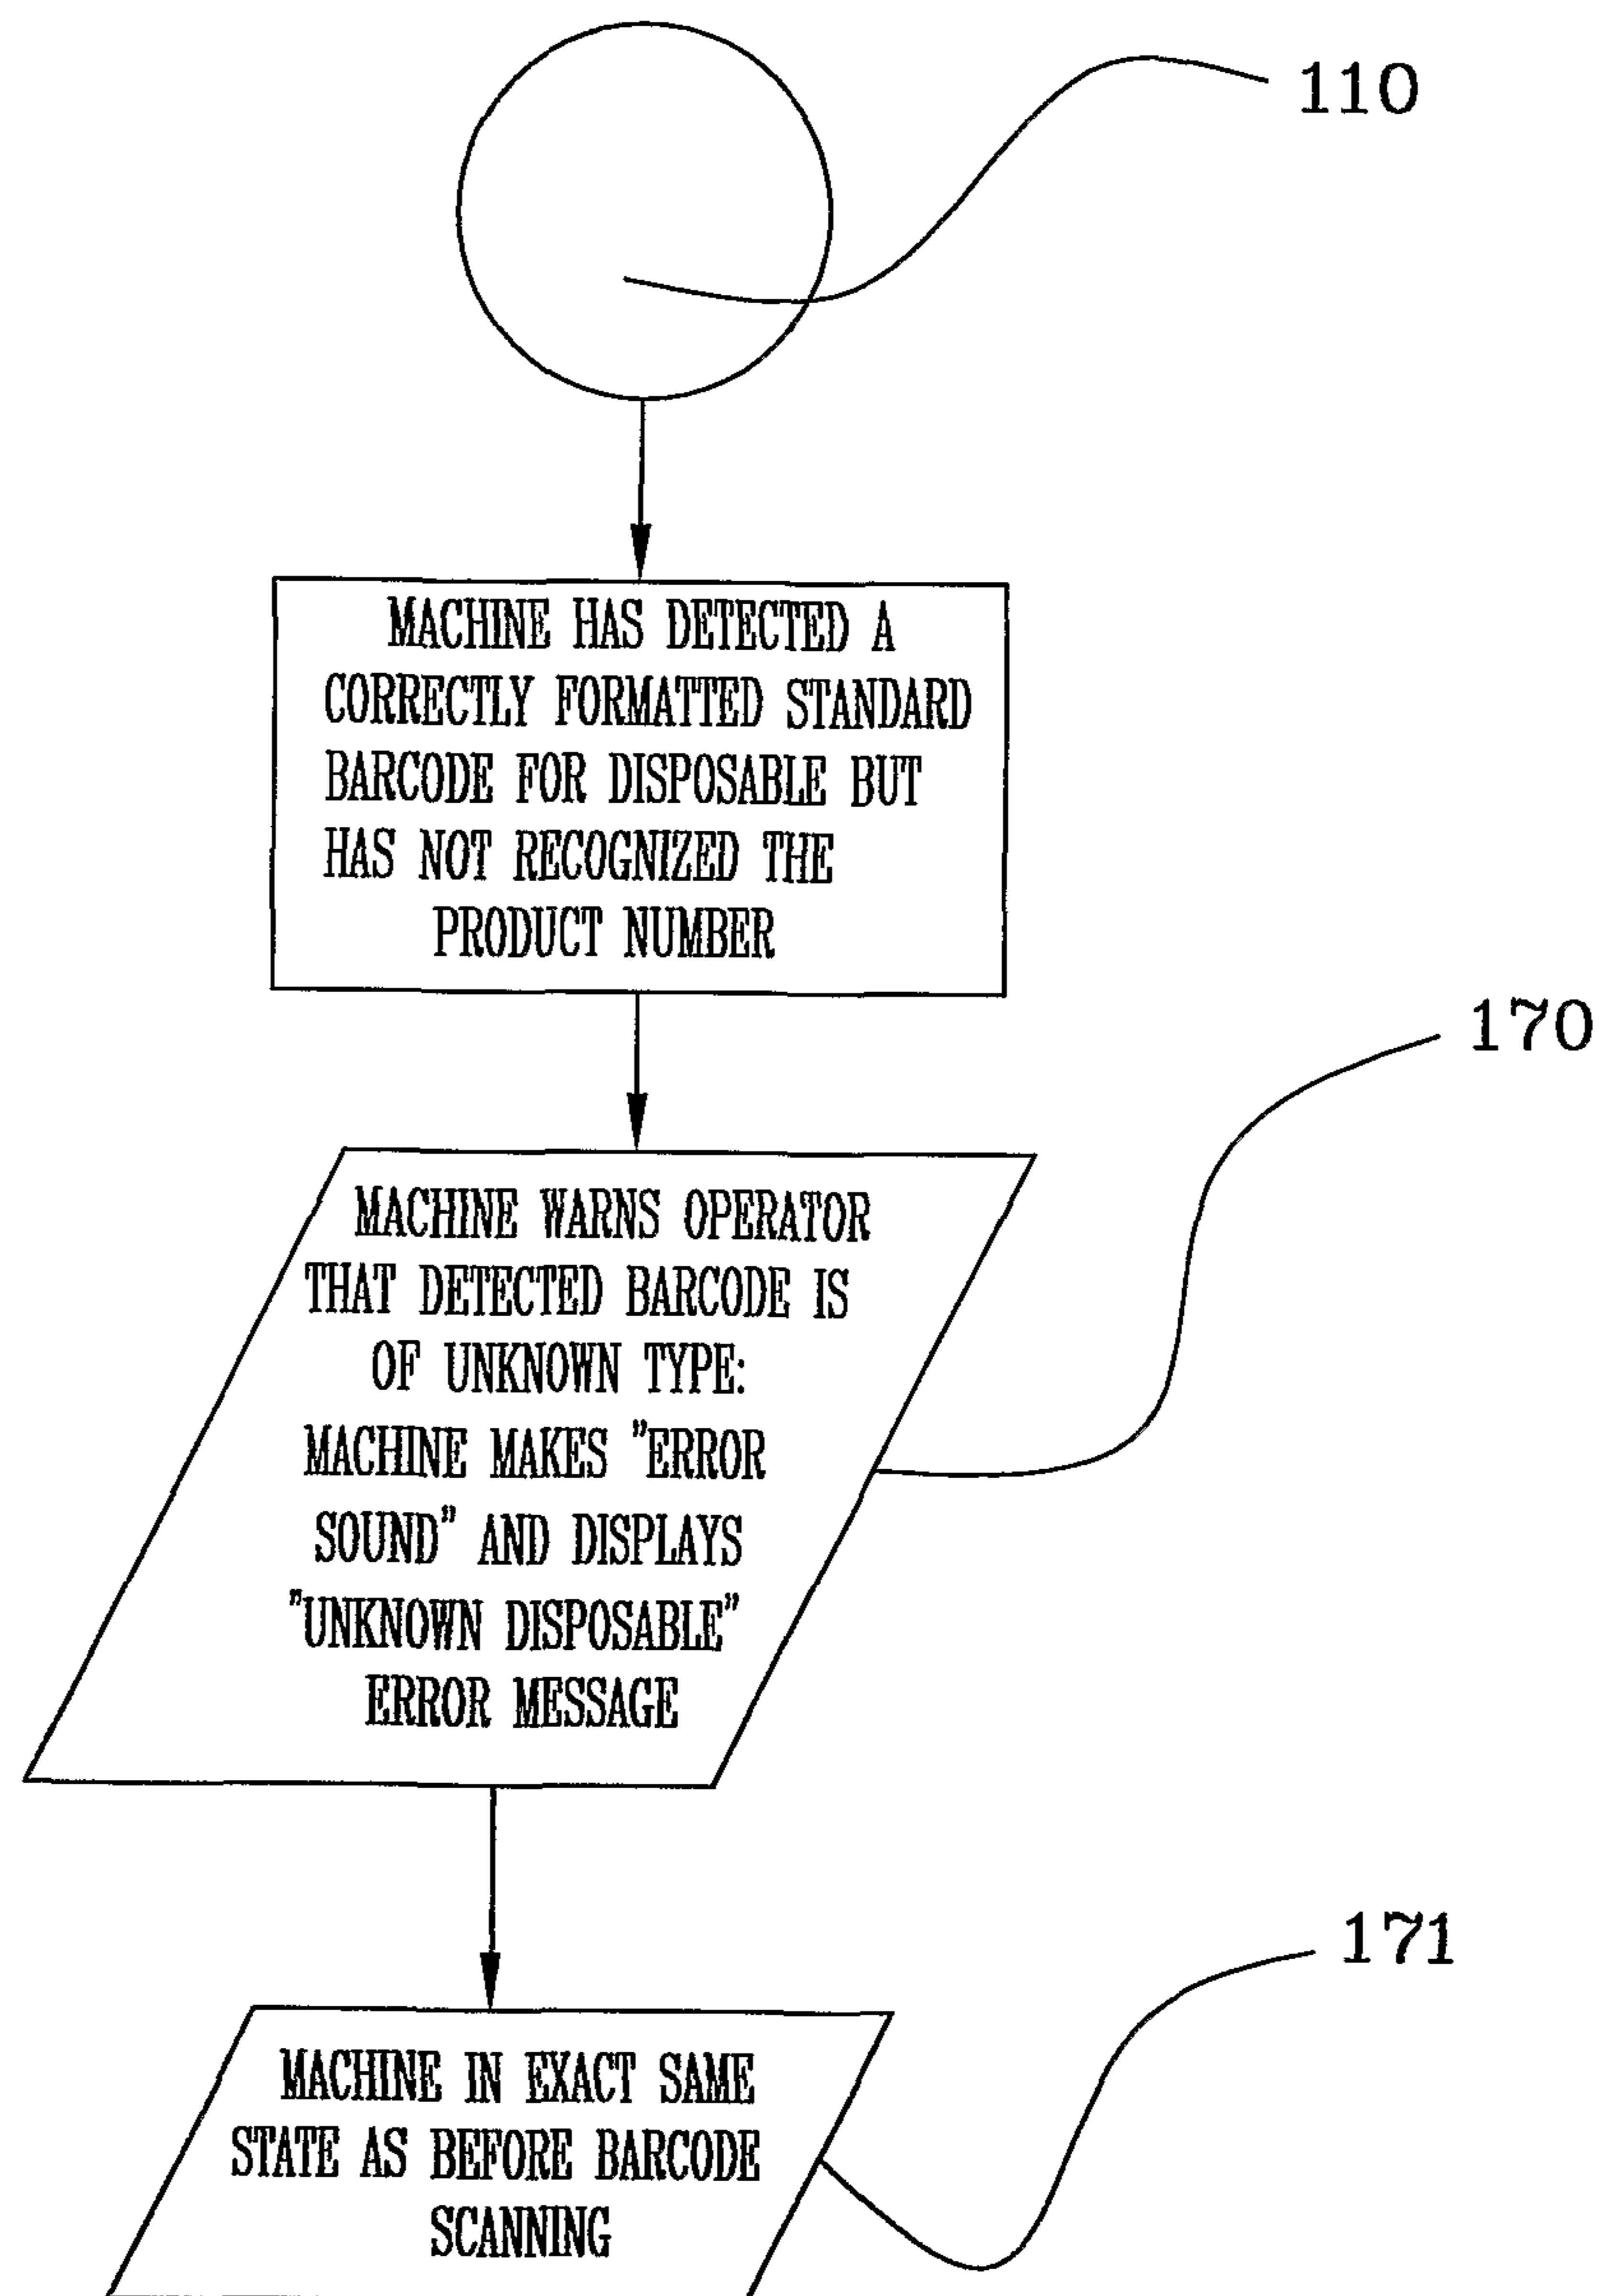 110
MACHINE HAS DETECTED A
CORRECTLY FORMATTED STANDARD
BARCODE FOR DISPOSABLE BUT
HAS NOT RECOGNIZED THE
PRODUCT NUMBER
170
MACHINE WARNS OPERATOR
THAT DETECTED BARCODE IS
OF UNKNOWN TYPE:
MACHINE MAKES "ERROR
SOUND" AND DISPLAYS
"UNKNOWN DISPOSABLE"
ERROR MESSAGE
171
MACHINE IN EXACT SAME
STATE AS BEFORE BARCODE
SCANNING